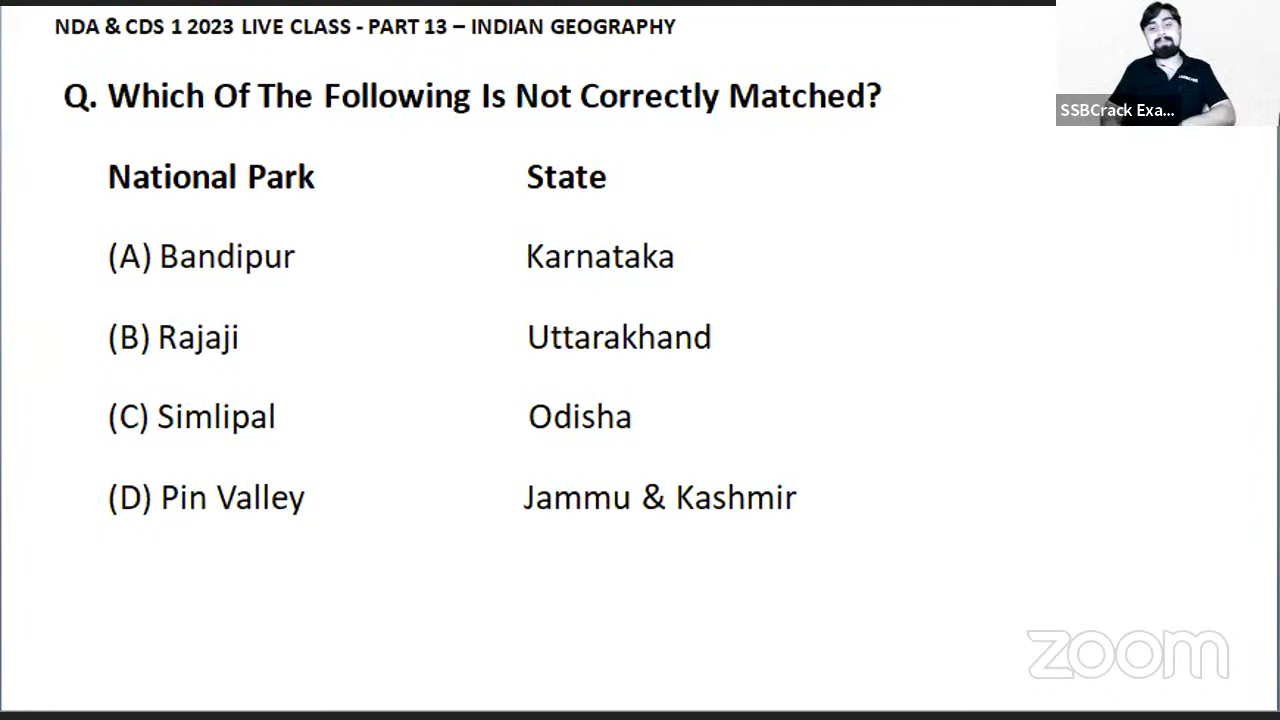 NDA & CDS 1 2023 LIVE CLASS - PART 13 – INDIAN GEOGRAPHY
SSBCrack Exa...
Q. Which Of The Following Is Not Correctly Matched?
National Park State
(A) Bandipur Karnataka
(B) Rajaji Uttarakhand
(C) Simlipal Odisha
(D) Pin Valley Jammu & Kashmir
zoom